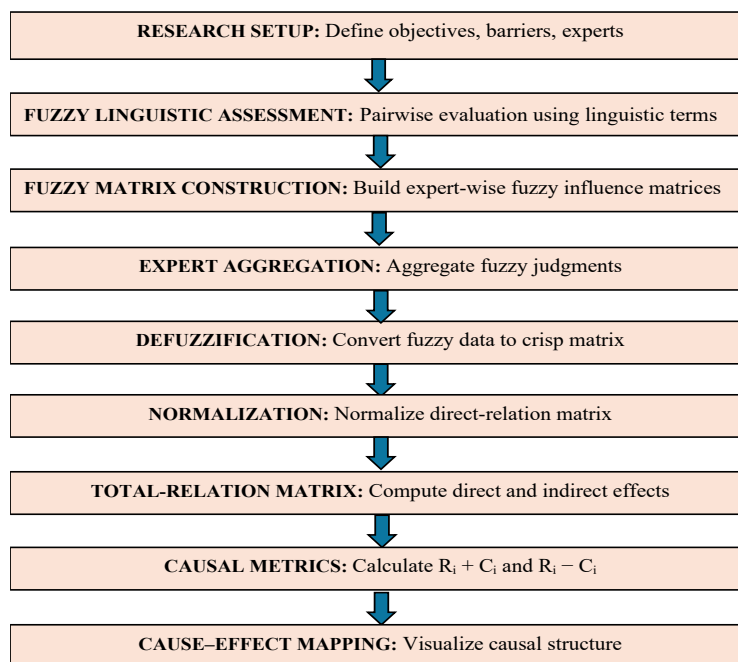 RESEARCH SETUP: Define objectives, barriers, experts
FUZZY LINGUISTIC ASSESSMENT: Pairwise evaluation using linguistic terms
FUZZY MATRIX CONSTRUCTION: Build expert-wise fuzzy influence matrices
EXPERT AGGREGATION: Aggregate fuzzy judgments
DEFUZZIFICATION: Convert fuzzy data to crisp matrix
NORMALIZATION: Normalize direct-relation matrix
TOTAL-RELATION MATRIX: Compute direct and indirect effects
CAUSAL METRICS: Calculate Rᵢ + Cᵢ and Rᵢ − Cᵢ
CAUSE–EFFECT MAPPING: Visualize causal structure